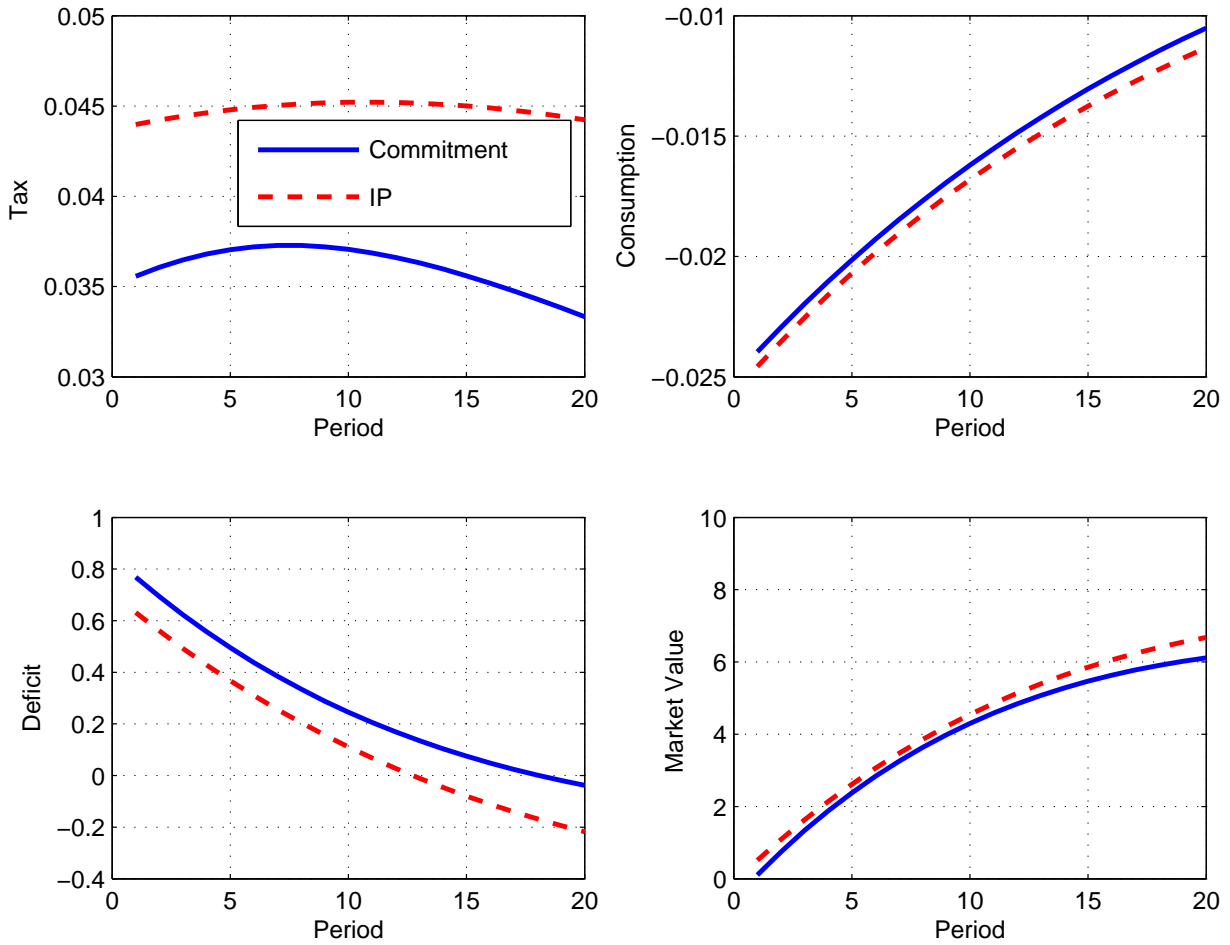 0.05
0.045
0.04
0.035
0.03
Tax
Commitment
IP
0 5 10 15 20
Period
−0.01
−0.015
−0.02
−0.025
Consumption
0 5 10 15 20
Period
1
0.8
0.6
0.4
0.2
0
−0.2
−0.4
Deficit
0 5 10 15 20
Period
10
8
6
4
2
0
Market Value
0 5 10 15 20
Period